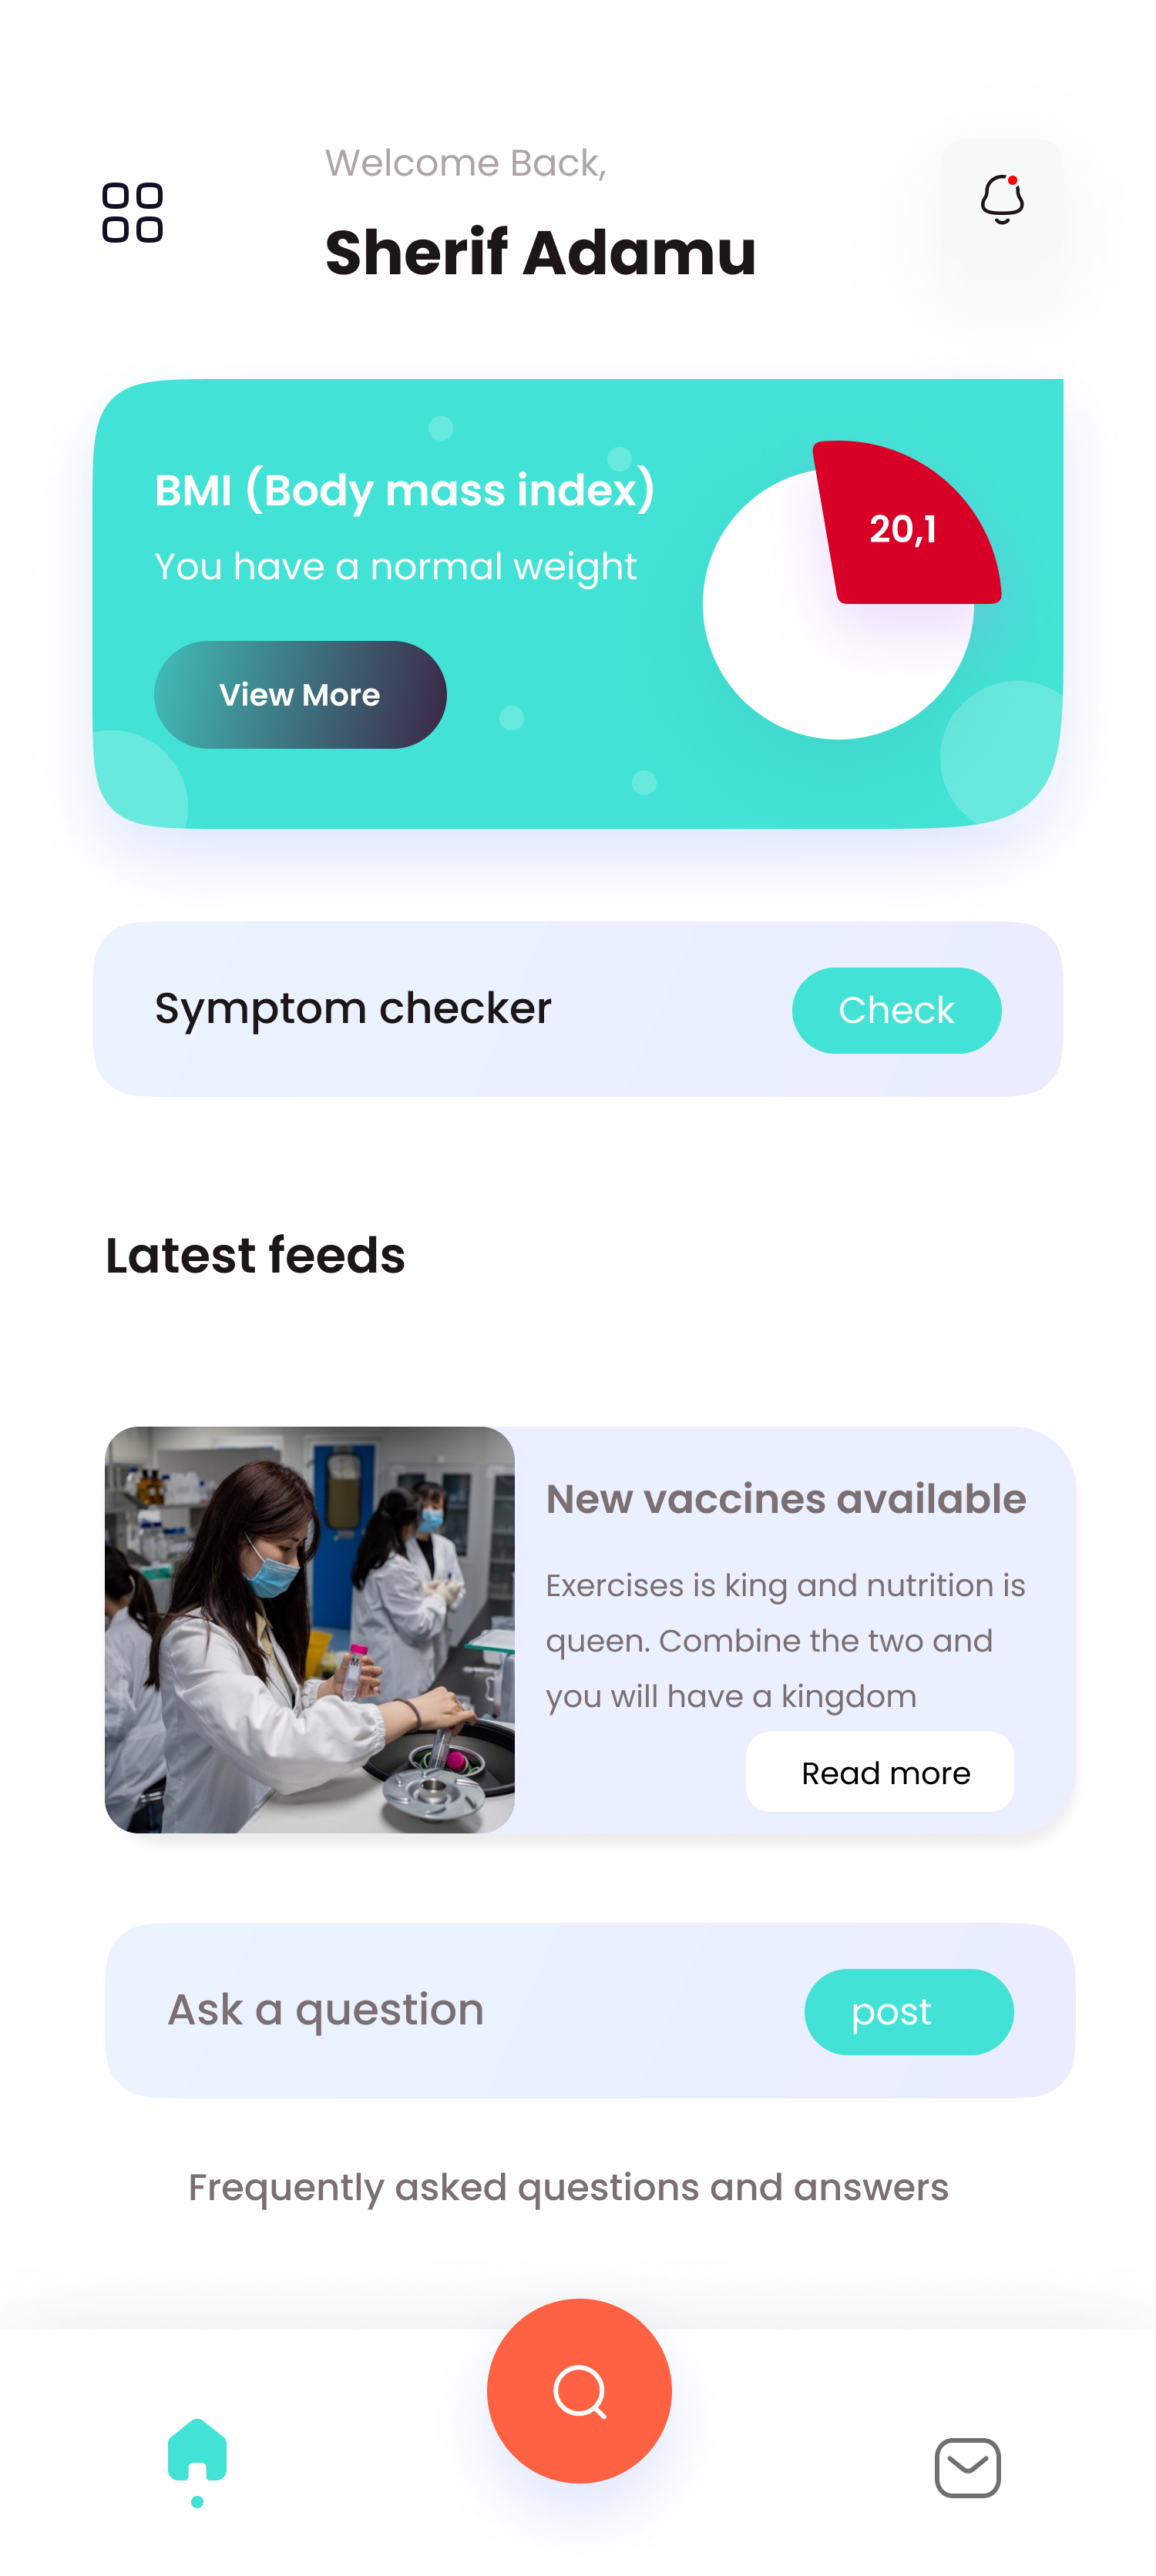 Welcome Back,
Sherif Adamu
BMI (Body mass index)
You have a normal weight
20,1
View More
Symptom checker
Check
Latest feeds
New vaccines available
Exercises is king and nutrition is
queen. Combine the two and
you will have a kingdom
Read more
Ask a question
post
Frequently asked questions and answers